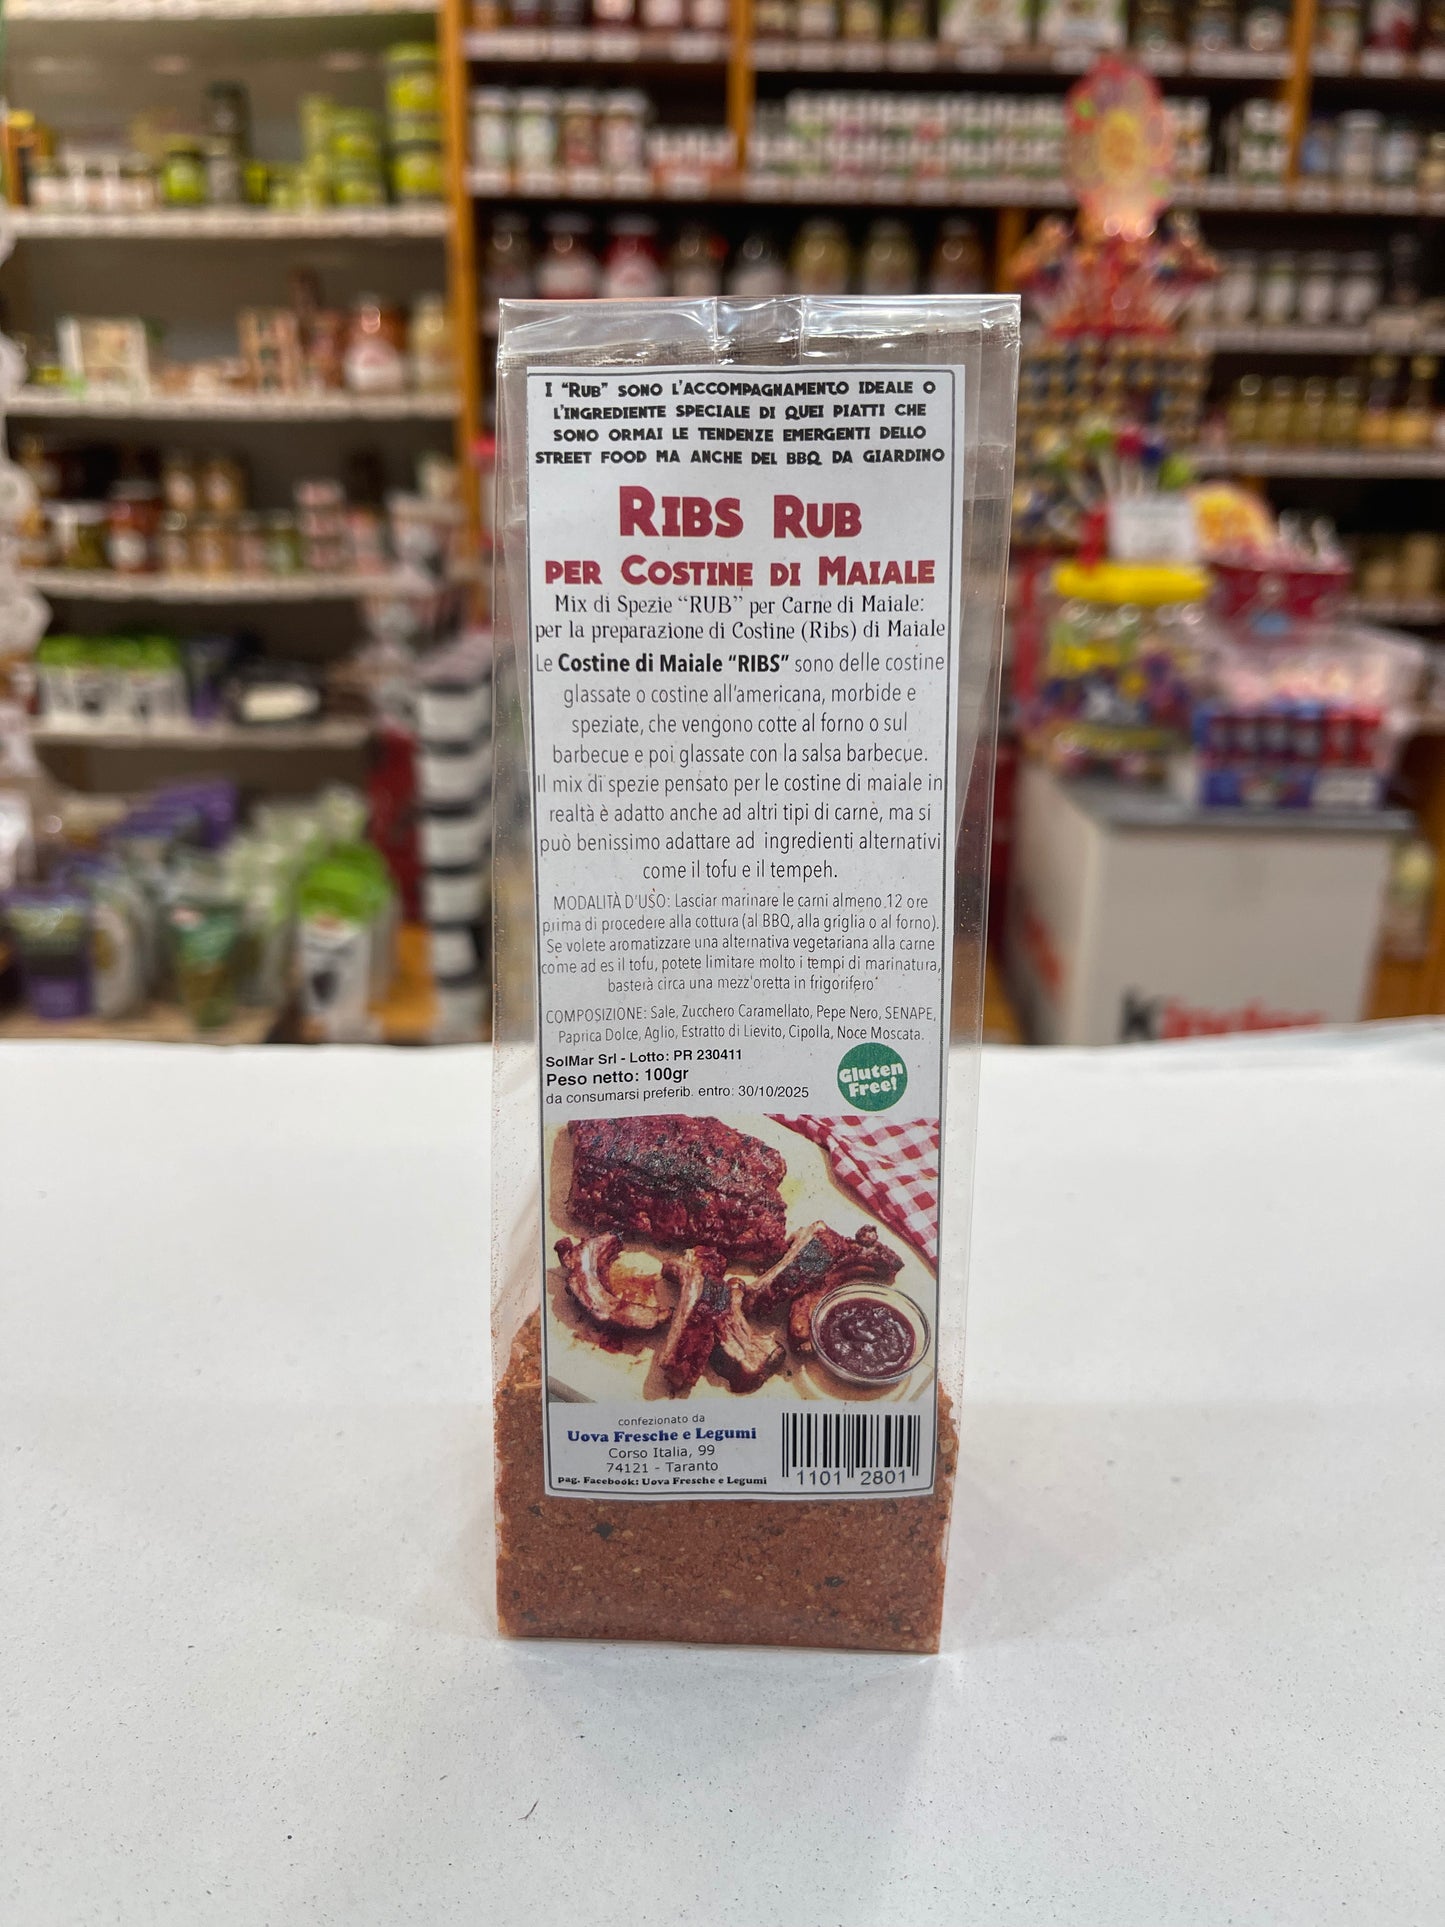 I “RUB” SONO L'ACCOMPAGNAMENTO IDEALE O
L'INGREDIENTE SPECIALE DI QUEI PIATTI CHE
SONO ORMAI LE TENDENZE EMERGENTI DELLO
STREET FOOD MA ANCHE DEL BBQ DA GIARDINO
RIBS RUB
PER COSTINE DI MAIALE
Mix di Spezie “RUB” per Carne di Maiale:
per la preparazione di Costine (Ribs) di Maiale
Le Costine di Maiale “RIBS” sono delle costine
glassate o costine all'americana, morbide e
speziate, che vengono cotte al forno o sul
barbecue e poi glassate con la salsa barbecue.
Il mix di spezie pensato per le costine di maiale in
realtà è adatto anche ad altri tipi di carne, ma si
può benissimo adattare ad ingredienti alternativi
come il tofu e il tempeh.
MODALITÀ D'USO: Lasciar marinare le carni almeno 12 ore
prima di procedere alla cottura (al BBQ, alla griglia o al forno).
Se volete aromatizzare una alternativa vegetariana alla carne
come ad es il tofu, potete limitare molto i tempi di marinatura,
basterà circa una mezz'oretta in frigorifero
COMPOSIZIONE: Sale, Zucchero Caramellato, Pepe Nero, SENAPE,
Paprica Dolce, Aglio, Estratto di Lievito, Cipolla, Noce Moscata.
SolMar Srl - Lotto: PR 230411
Peso netto: 100gr
da consumarsi preferib. entro: 30/10/2025
Gluten
Free!
confezionato da
Uova Fresche e Legumi
Corso Italia, 99
74121 - Taranto
pag. Facebook: Uova Fresche e Legumi
1101 2801